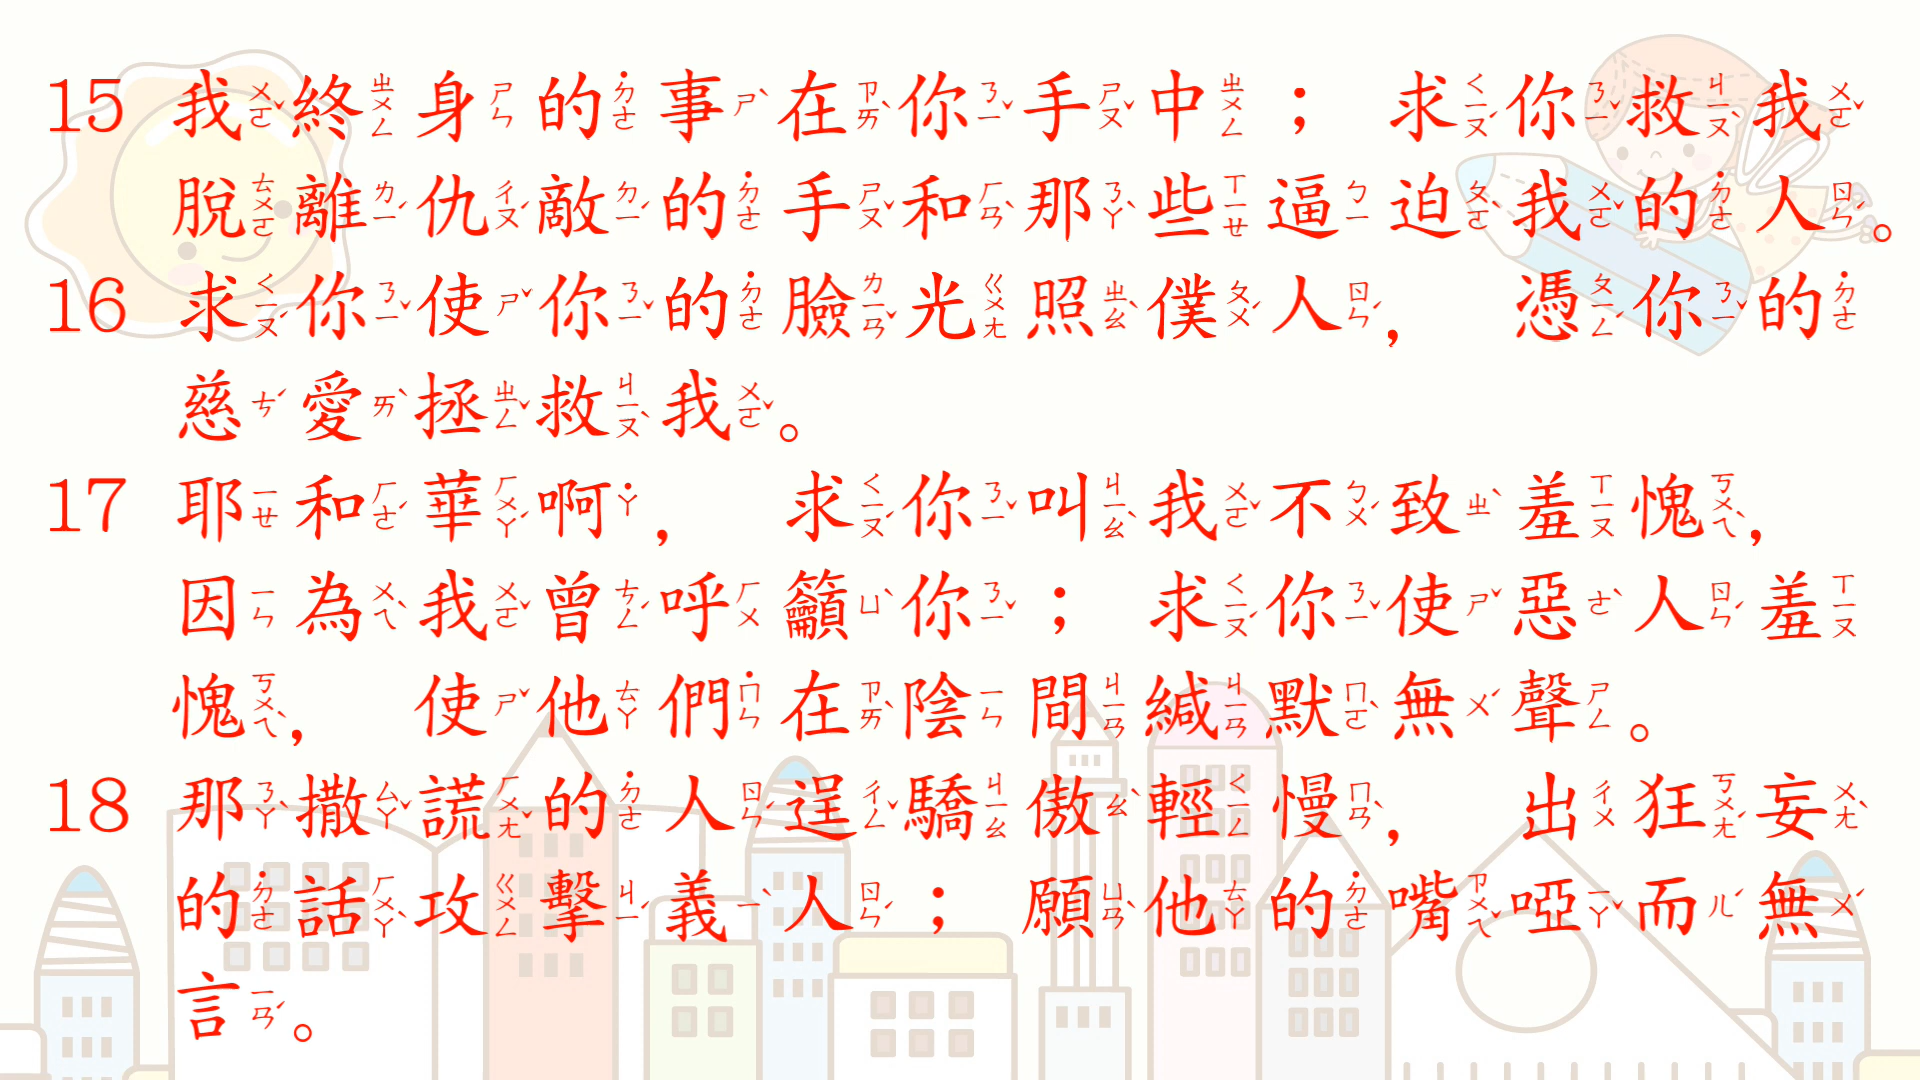 15 我終身的事在你手中；求你救我
脫離仇敵的手和那些逼迫我的人。
16 求你使你的臉光照僕人，憑你的
慈愛拯救我。
17 耶和華啊，求你叫我不致羞愧，
因為我曾呼籲你；求你使惡人羞
愧，使他們在陰間緘默無聲。
18 那撒謊的人逞驕傲輕慢，出狂妄
的話攻擊義人；願他的嘴啞而無
言。